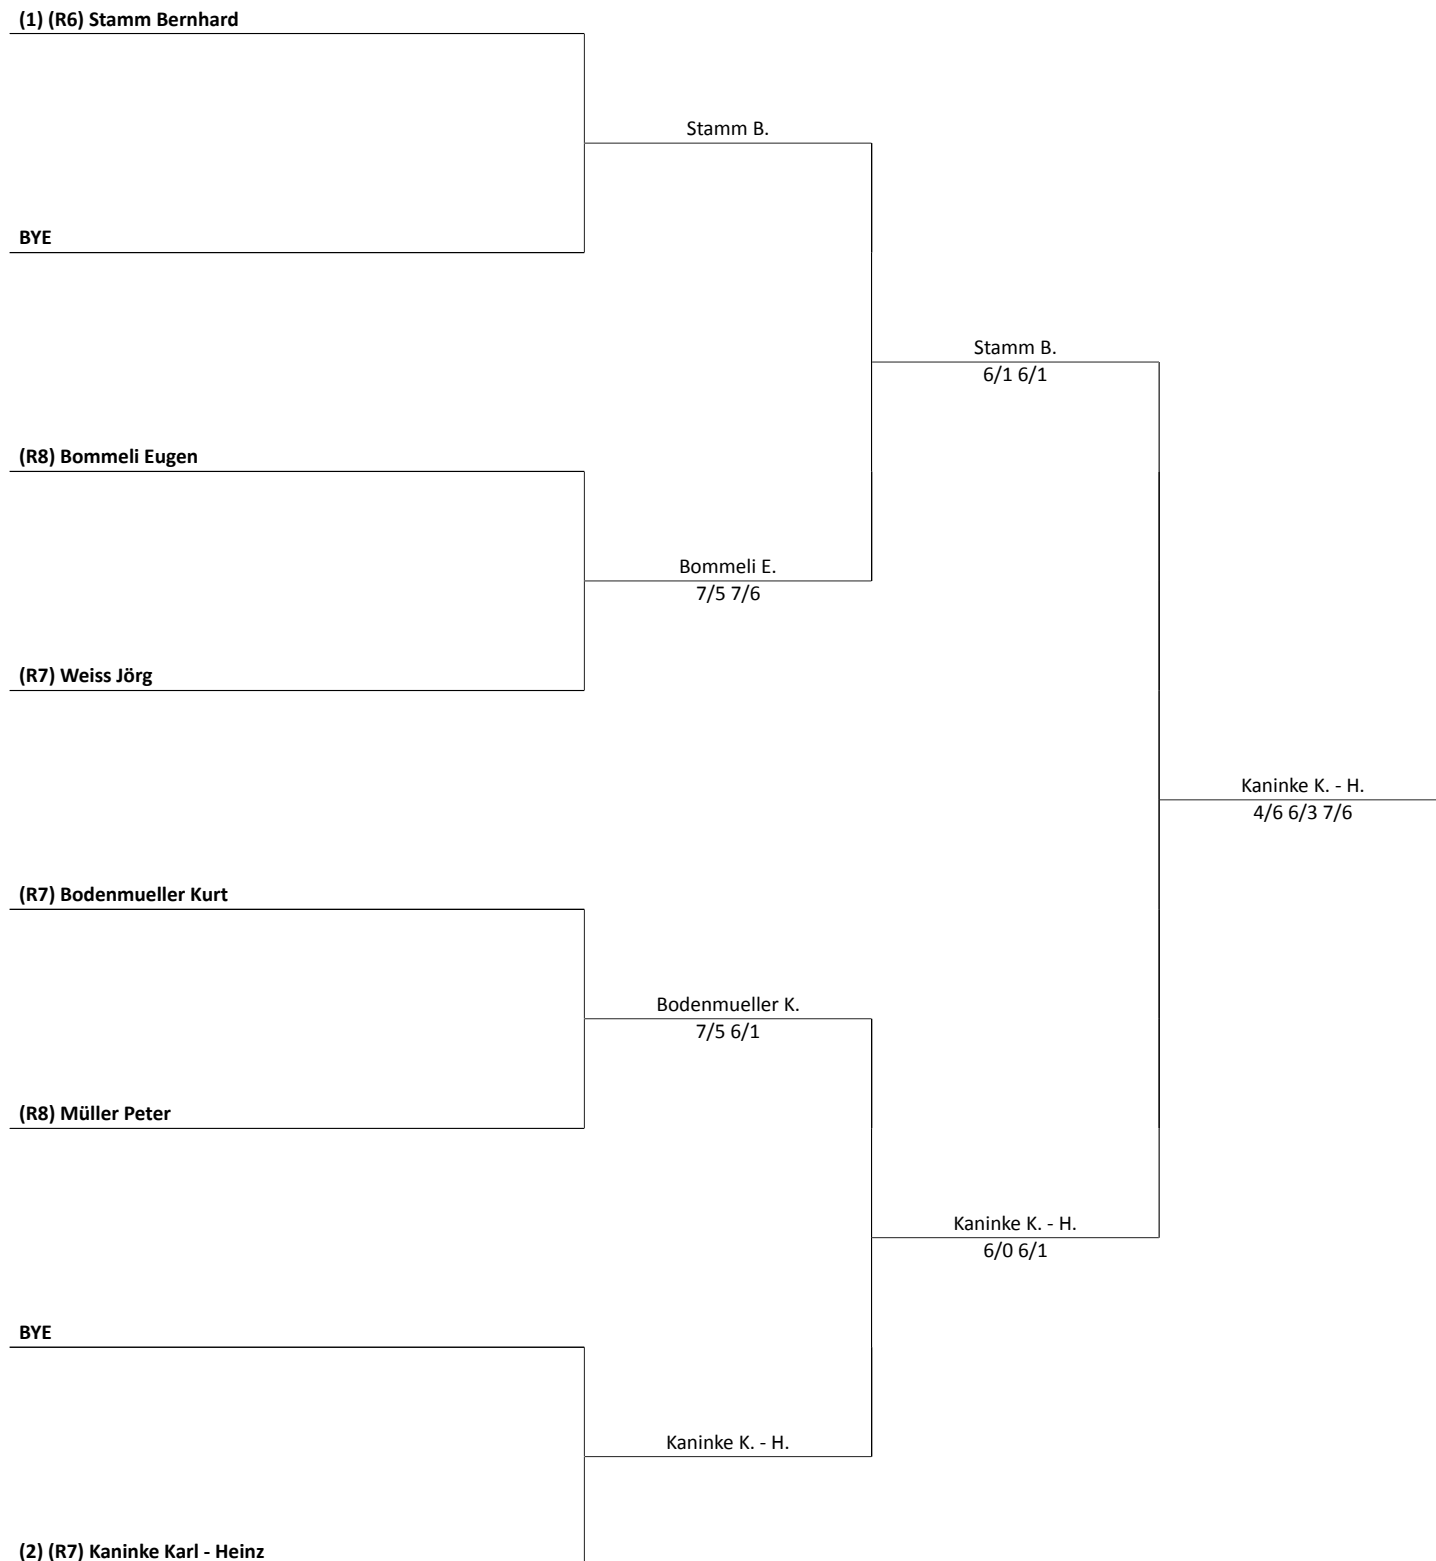 (1) (R6) Stamm Bernhard
Stamm B.
BYE
Stamm B.
6/1 6/1
(R8) Bommeli Eugen
Bommeli E.
7/5 7/6
(R7) Weiss Jörg
Kaninke K. - H.
4/6 6/3 7/6
(R7) Bodenmueller Kurt
Bodenmueller K.
7/5 6/1
(R8) Müller Peter
Kaninke K. - H.
6/0 6/1
BYE
Kaninke K. - H.
(2) (R7) Kaninke Karl - Heinz